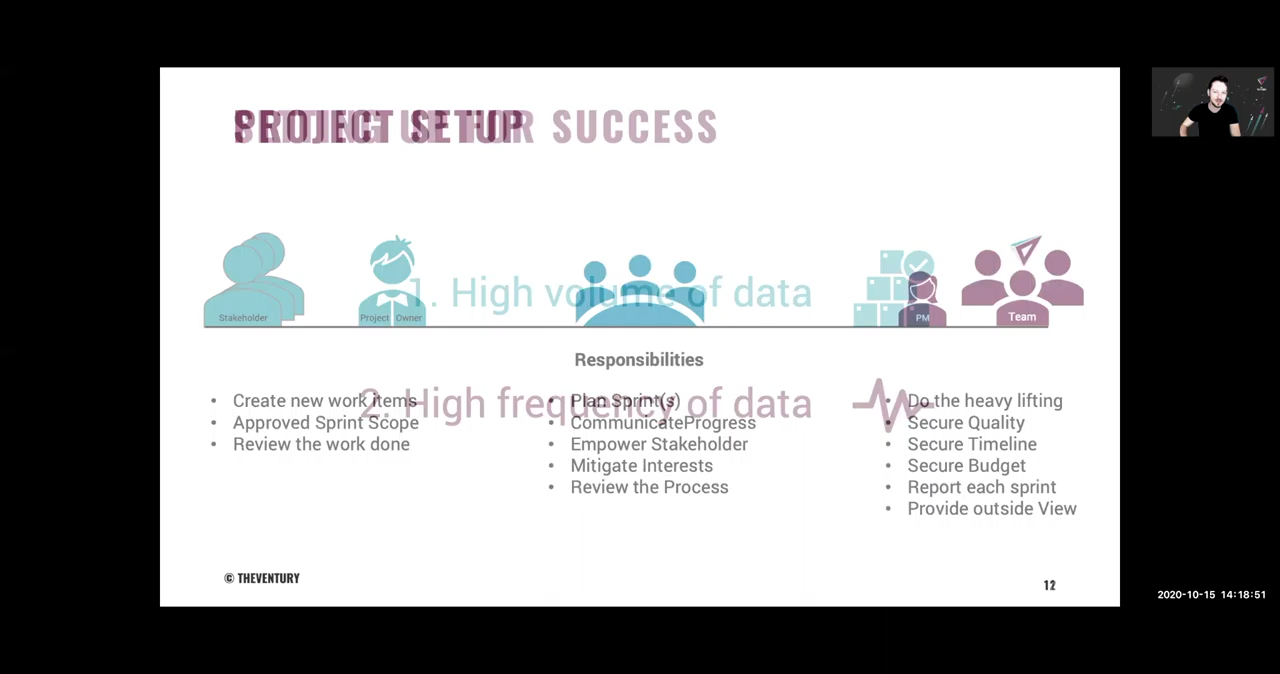 PROJECT SETUP
SETTING UP FOR SUCCESS
1. High volume of data
Stakeholder
Project Owner
PM
Team
Responsibilities
2. High frequency of data
• Create new work items
• Approved Sprint Scope
• Review the work done
• Plan Sprint(s)
• CommunicateProgress
• Empower Stakeholder
• Mitigate Interests
• Review the Process
• Do the heavy lifting
• Secure Quality
• Secure Timeline
• Secure Budget
• Report each sprint
• Provide outside View
© THEVENTURY
12
2020-10-15 14:18:51